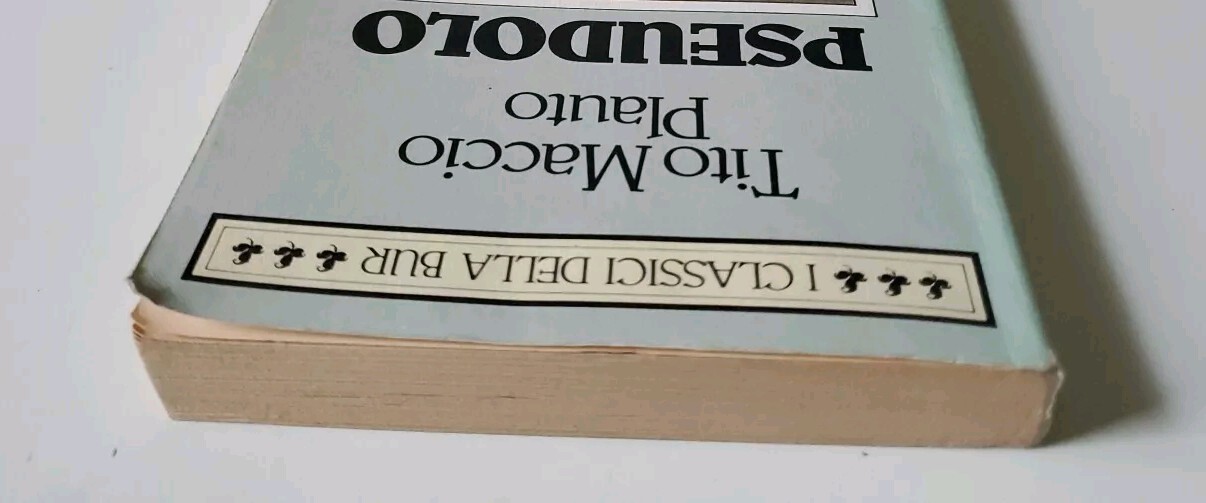 I CLASSICI DELLA BUR
Tito Maccio
Plauto
PSEUDOLO